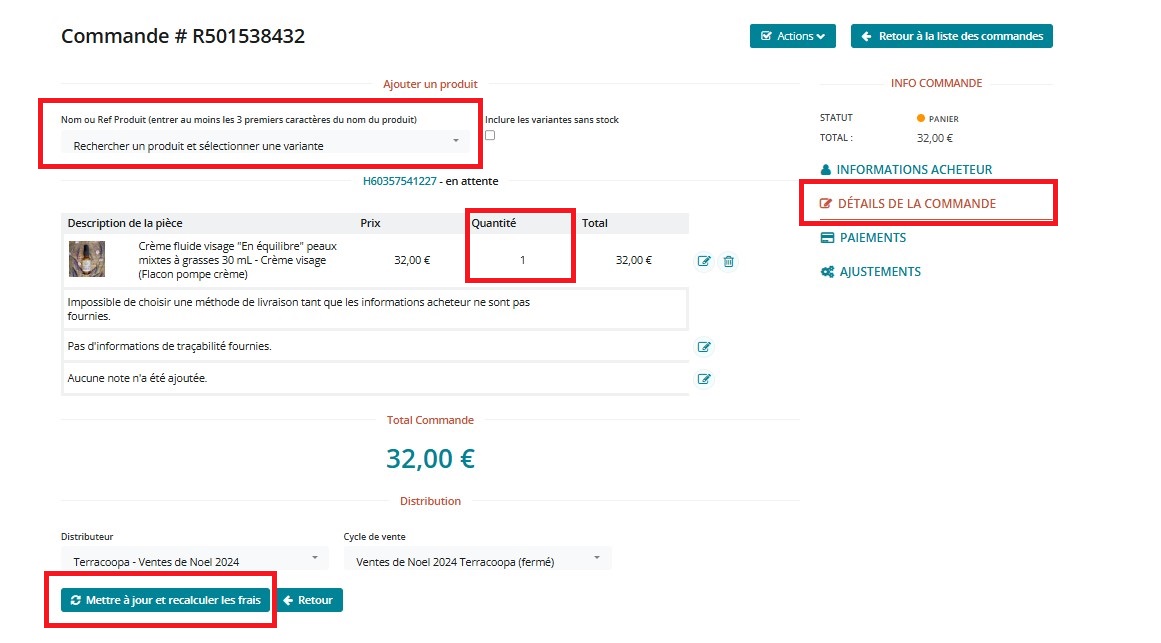 Commande # R501538432
Actions
Retour à la liste des commandes
Ajouter un produit
Nom ou Ref Produit (entrer au moins les 3 premiers caractères du nom du produit)
Inclure les variantes sans stock
Rechercher un produit et sélectionner une variante
H60357541227 - en attente
Description de la pièce Prix Quantité Total
Crème fluide visage "En équilibre" peaux
mixtes à grasses 30 mL - Crème visage
(Flacon pompe crème)
32,00 € 1 32,00 €
Impossible de choisir une méthode de livraison tant que les informations acheteur ne sont pas
fournies.
Pas d'informations de traçabilité fournies.
Aucune note n'a été ajoutée.
Total Commande
32,00 €
Distribution
Distributeur
Terracoopa - Ventes de Noel 2024
Cycle de vente
Ventes de Noel 2024 Terracoopa (fermé)
Mettre à jour et recalculer les frais
Retour
INFO COMMANDE
STATUT PANIER
TOTAL : 32,00 €
INFORMATIONS ACHETEUR
DÉTAILS DE LA COMMANDE
PAIEMENTS
AJUSTEMENTS